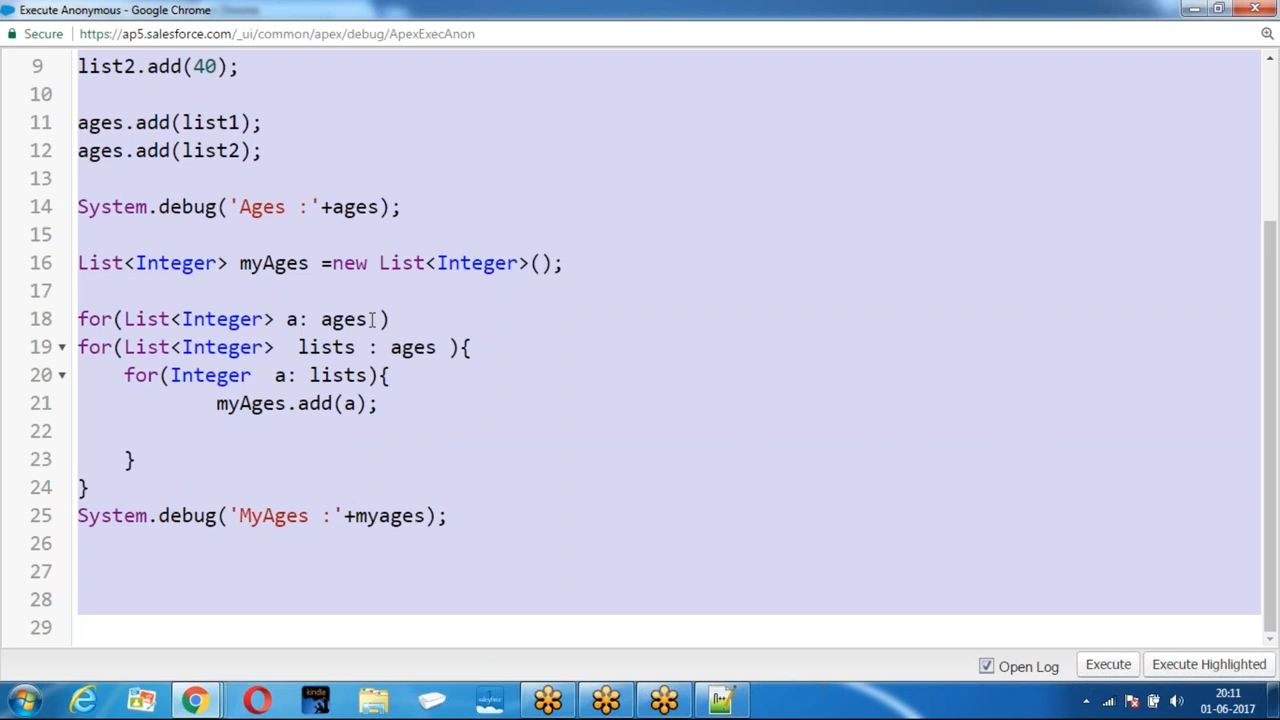 Execute Anonymous - Google Chrome
Secure https://ap5.salesforce.com/_ui/common/apex/debug/ApexExecAnon
9 list2.add(40);
10
11 ages.add(list1);
12 ages.add(list2);
13
14 System.debug('Ages :'+ages);
15
16 List<Integer> myAges =new List<Integer>();
17
18 for(List<Integer> a: ages )
19 for(List<Integer>  lists : ages ){
20     for(Integer  a: lists){
21             myAges.add(a);
22
23     }
24 }
25 System.debug('MyAges :'+myages);
26
27
28
29
Open Log Execute Execute Highlighted
kindle
20:11
01-06-2017